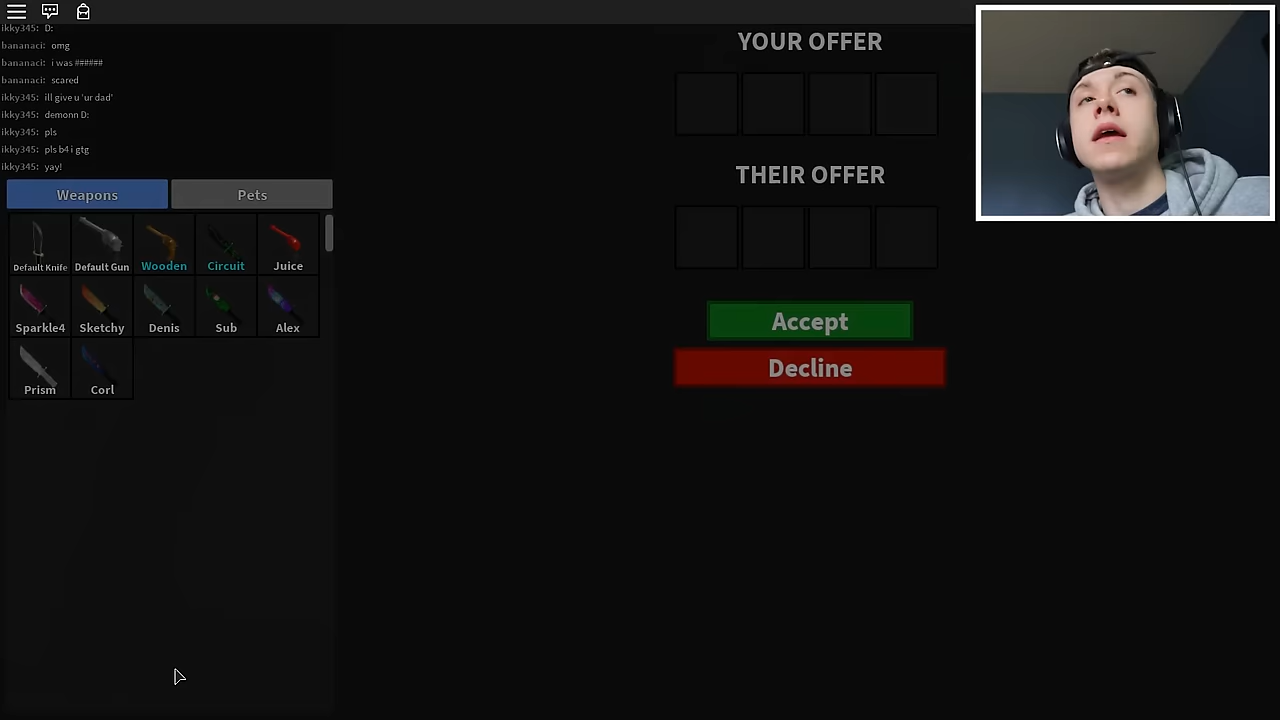 ikky345: D:
bananaci: omg
bananaci: i was ######
bananaci: scared
ikky345: ill give u 'ur dad'
ikky345: demonn D:
ikky345: pls
ikky345: pls b4 i gtg
ikky345: yay!
Weapons Pets
Default Knife Default Gun Wooden Circuit Juice
Sparkle4 Sketchy Denis Sub Alex
Prism Corl
YOUR OFFER
THEIR OFFER
Accept
Decline